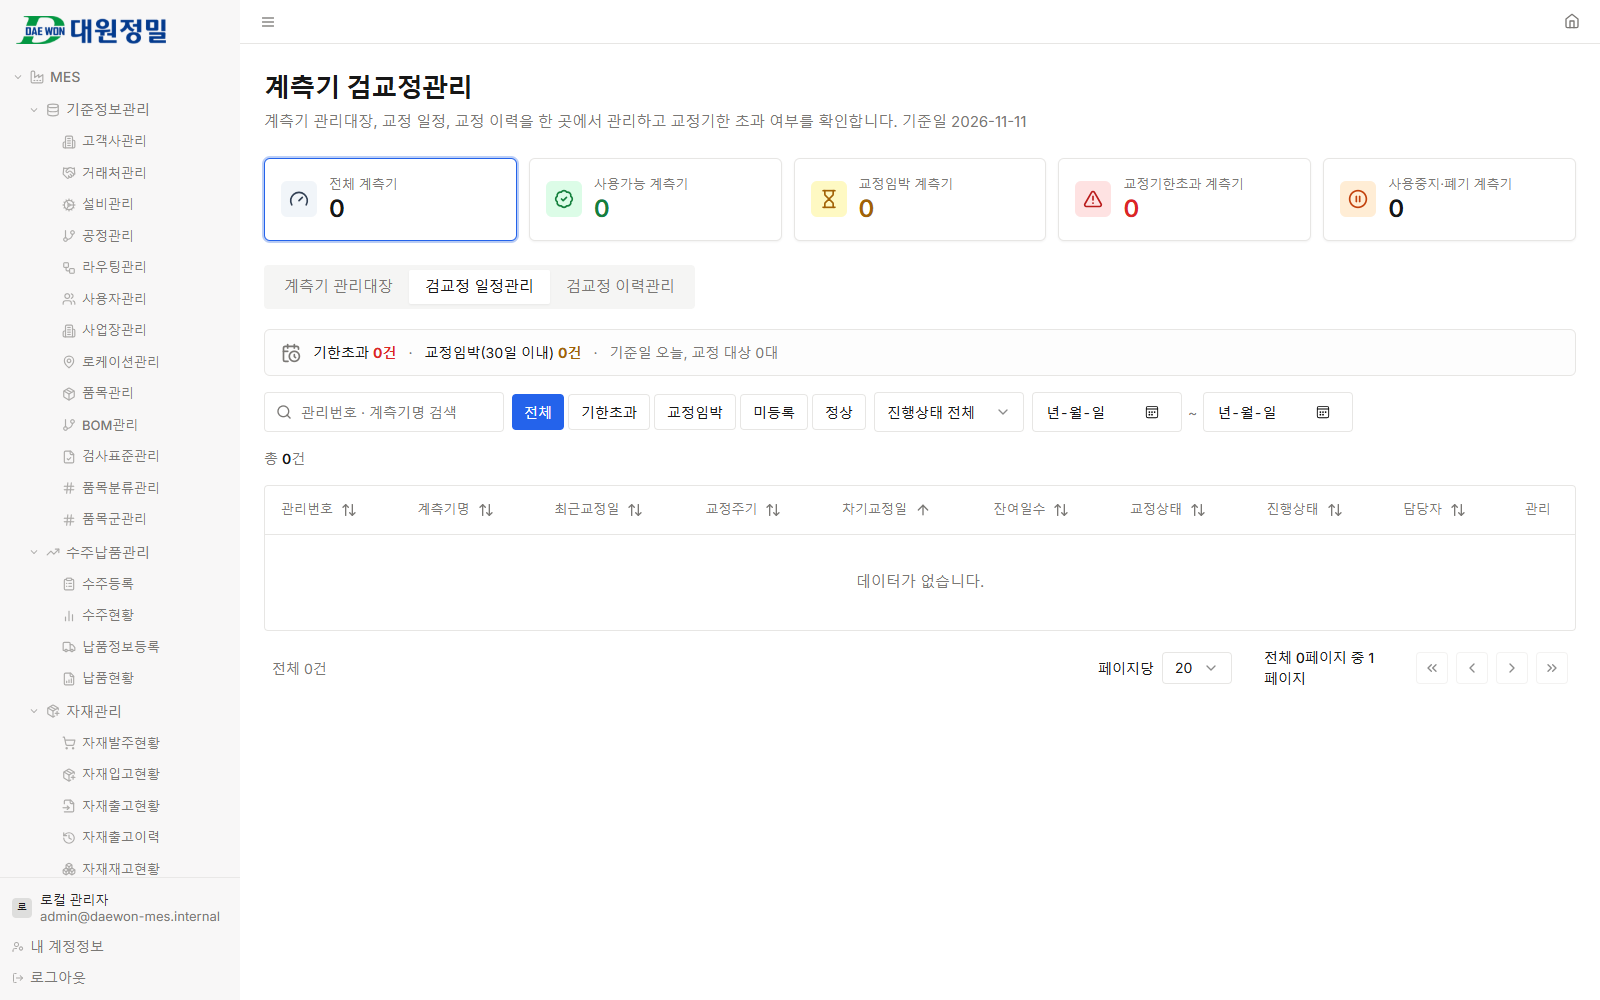 DAE WON 대원정밀
MES
기준정보관리
고객사관리
거래처관리
설비관리
공정관리
라우팅관리
사용자관리
사업장관리
로케이션관리
품목관리
BOM관리
검사표준관리
품목분류관리
품목군관리
수주납품관리
수주등록
수주현황
납품정보등록
납품현황
자재관리
자재발주현황
자재입고현황
자재출고현황
자재출고이력
자재재고현황
로
로컬 관리자
admin@daewon-mes.internal
내 계정정보
로그아웃
계측기 검교정관리
계측기 관리대장, 교정 일정, 교정 이력을 한 곳에서 관리하고 교정기한 초과 여부를 확인합니다. 기준일 2026-11-11
전체 계측기
0
사용가능 계측기
0
교정임박 계측기
0
교정기한초과 계측기
0
사용중지·폐기 계측기
0
계측기 관리대장 검교정 일정관리 검교정 이력관리
기한초과 0건 · 교정임박(30일 이내) 0건 · 기준일 오늘, 교정 대상 0대
관리번호 · 계측기명 검색 전체 기한초과 교정임박 미등록 정상 진행상태 전체 년-월-일 ~ 년-월-일
총 0건
관리번호 계측기명 최근교정일 교정주기 차기교정일 잔여일수 교정상태 진행상태 담당자 관리
데이터가 없습니다.
전체 0건 페이지당 20 전체 0페이지 중 1
페이지